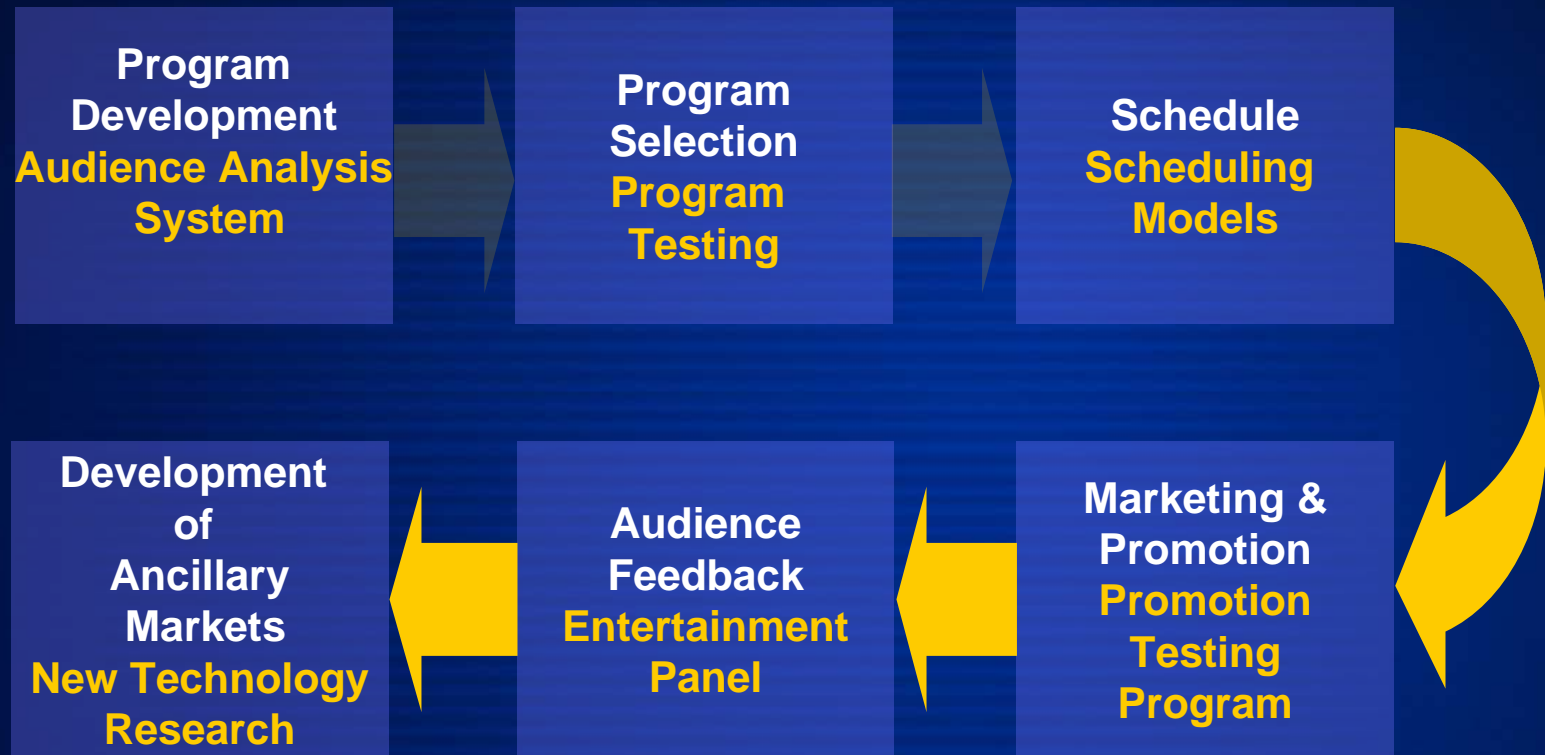 Program
Development
Audience Analysis
System
Program
Selection
Program
Testing
Schedule
Scheduling
Models
Marketing &
Promotion
Promotion
Testing
Program
Audience
Feedback
Entertainment
Panel
Development
of
Ancillary
Markets
New Technology
Research